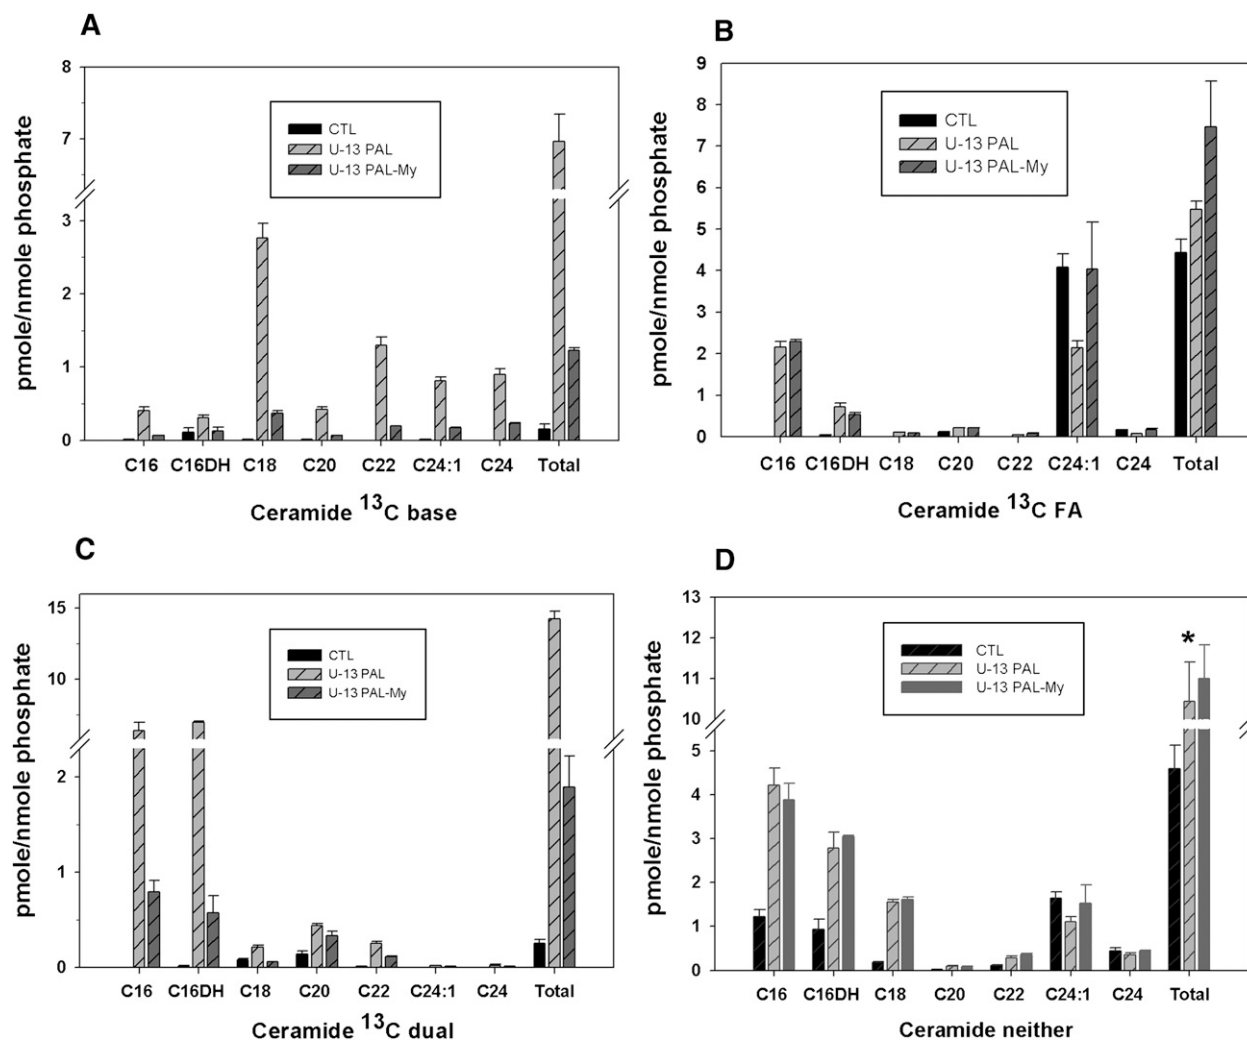 A
8
7
3
2
1
0
pmole/nmole phosphate
CTL
U-13 PAL
U-13 PAL-My
C16 C16DH C18 C20 C22 C24:1 C24 Total
Ceramide ¹³C base
B
9
8
7
6
5
4
3
2
1
0
pmole/nmole phosphate
CTL
U-13 PAL
U-13 PAL-My
C16 C16DH C18 C20 C22 C24:1 C24 Total
Ceramide ¹³C FA
C
15
10
2
1
0
pmole/nmole phosphate
CTL
U-13 PAL
U-13 PAL-My
C16 C16DH C18 C20 C22 C24:1 C24 Total
Ceramide ¹³C dual
D
13
12
11
10
5
4
3
2
1
0
pmole/nmole phosphate
CTL
U-13 PAL
U-13 PAL-My
*
C16 C16DH C18 C20 C22 C24:1 C24 Total
Ceramide neither